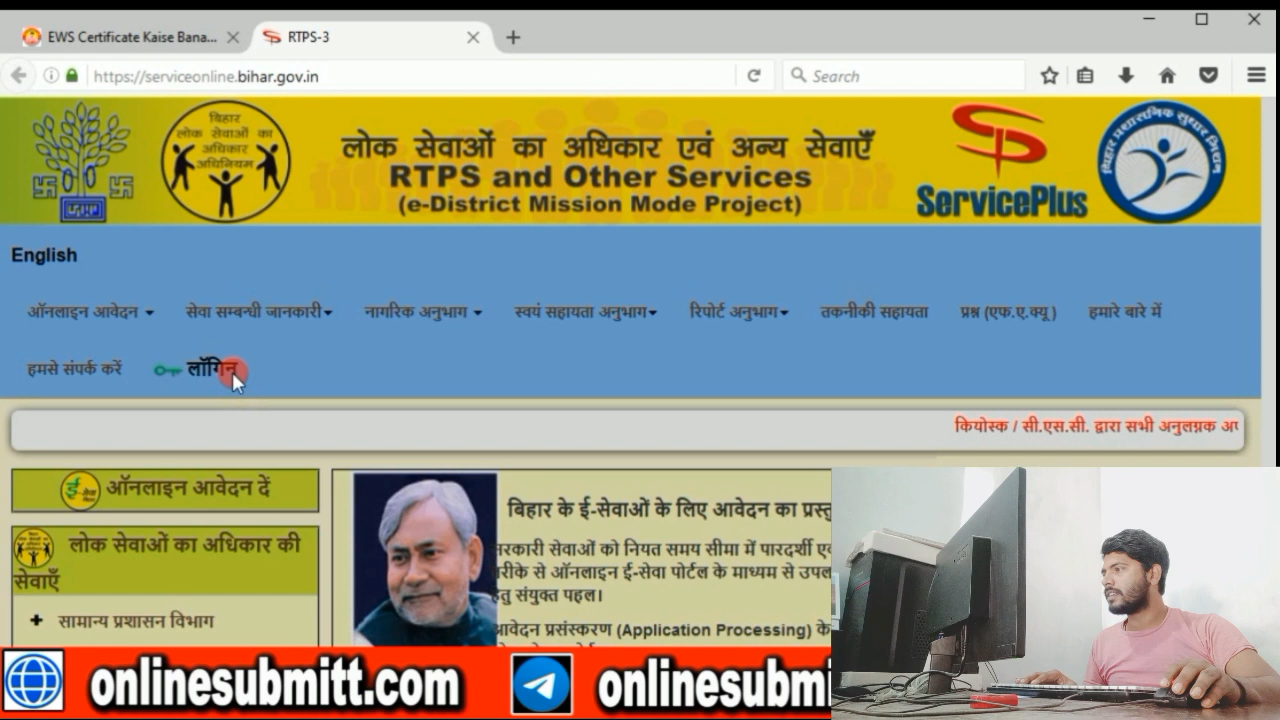 EWS Certificate Kaise Bana...
RTPS-3
https://serviceonline.bihar.gov.in
Search
बिहार
लोक सेवाओं का
अधिकार
अधिनियम
लोक सेवाओं का अधिकार एवं अन्य सेवाएँ
RTPS and Other Services
(e-District Mission Mode Project)
ServicePlus
बिहार प्रशासनिक सुधार मिशन
English
ऑनलाइन आवेदन
सेवा सम्बन्धी जानकारी
नागरिक अनुभाग
स्वयं सहायता अनुभाग
रिपोर्ट अनुभाग
तकनीकी सहायता
प्रश्न (एफ.ए.क्यू)
हमारे बारे में
हमसे संपर्क करें
लॉगिन
कियोस्क / सी.एस.सी. द्वारा सभी अनुलग्नक
ऑनलाइन आवेदन दें
लोक सेवाओं का अधिकार की
सेवाएँ
+ सामान्य प्रशासन विभाग
बिहार के ई-सेवाओं के लिए आवेदन का
सरकारी सेवाओं को नियत समय सीमा में पारदर्शी
तरीके से ऑनलाइन ई-सेवा पोर्टल के माध्यम से
हेतु संयुक्त पहल।
आवेदन प्रसंस्करण (Application Processing) के
onlinesubmitt.com
onlinesubmi